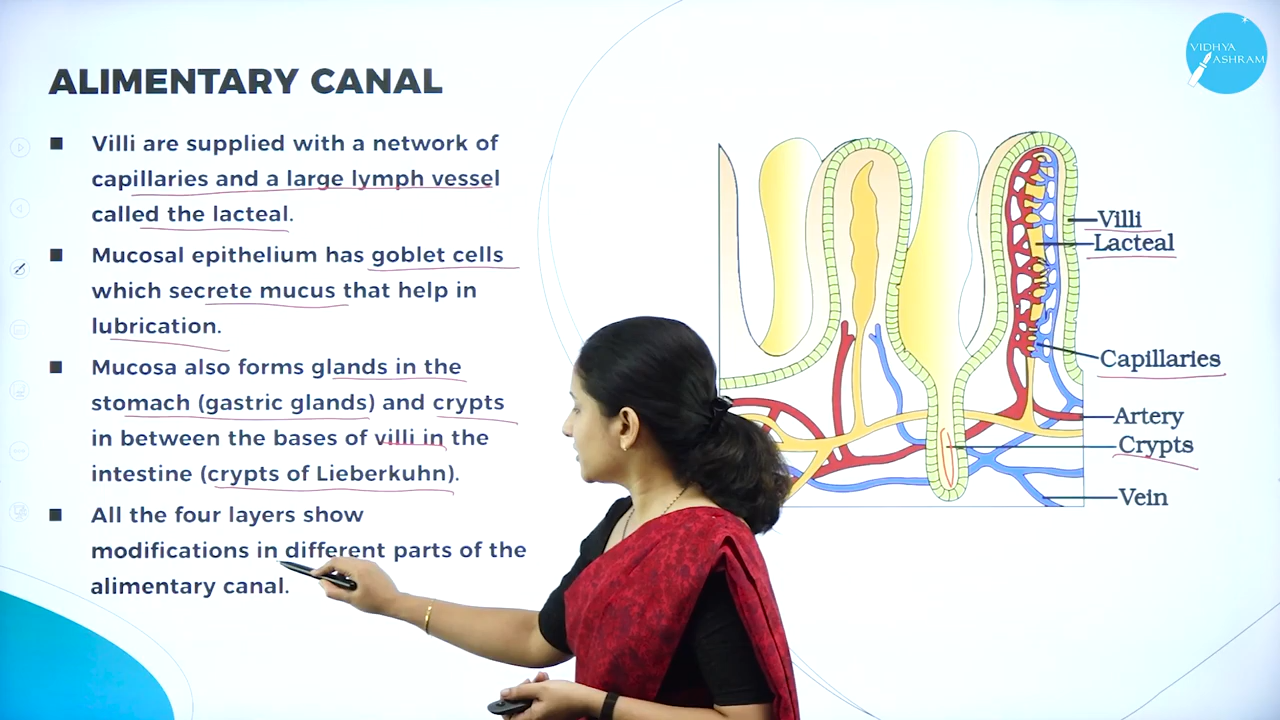 VIDHYA
ASHRAM
ALIMENTARY CANAL
Villi are supplied with a network of
capillaries and a large lymph vessel
called the lacteal.
Mucosal epithelium has goblet cells
which secrete mucus that help in
lubrication.
Mucosa also forms glands in the
stomach (gastric glands) and crypts
in between the bases of villi in the
intestine (crypts of Lieberkuhn).
All the four layers show
modifications in different parts of the
alimentary canal.
Villi
Lacteal
Capillaries
Artery
Crypts
Vein